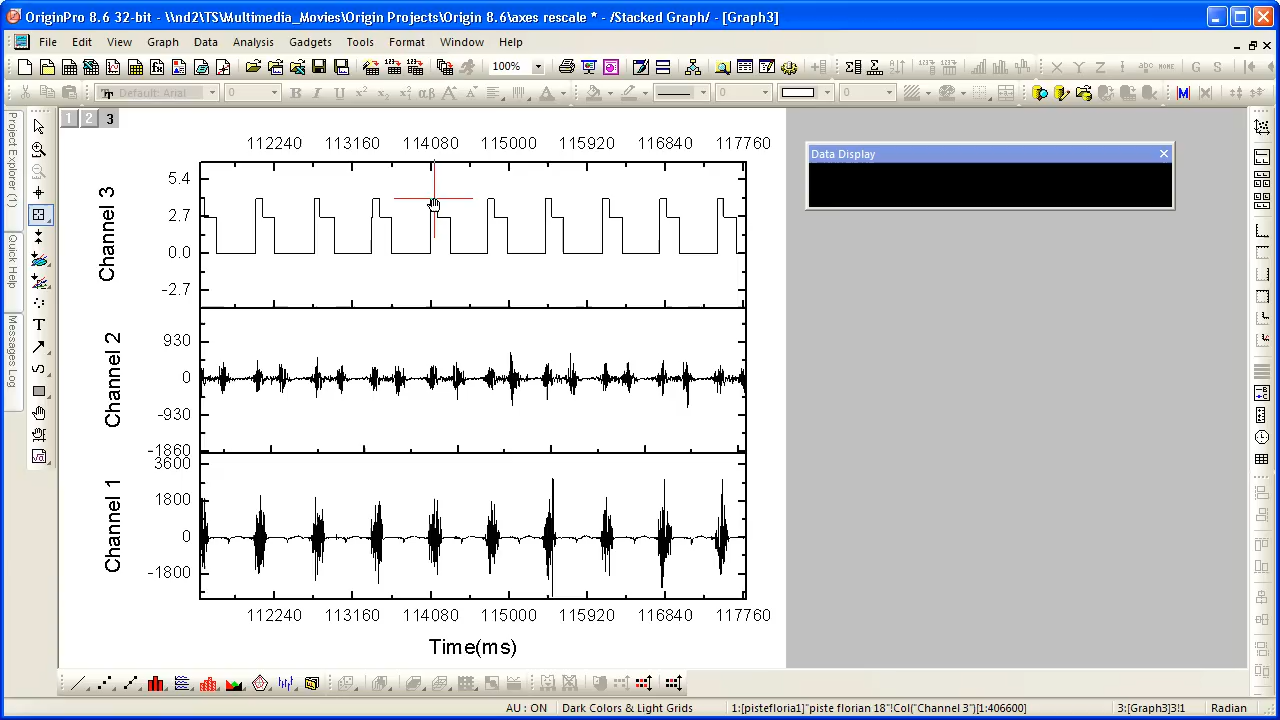 OriginPro 8.6 32-bit - \\nd2\TS\Multimedia_Movies\Origin Projects\Origin 8.6\axes rescale * - /Stacked Graph/ - [Graph3]
File Edit View Graph Data Analysis Gadgets Tools Format Window Help
100%
Default: Arial 0 0 0
Project Explorer (1)
Quick Help
Messages Log
1 2 3
Data Display
112240 113160 114080 115000 115920 116840 117760
Channel 3
5.4
2.7
0.0
-2.7
Channel 2
930
0
-930
-1860
Channel 1
3600
1800
0
-1800
112240 113160 114080 115000 115920 116840 117760
Time(ms)
AU : ON Dark Colors & Light Grids 1:[pistefloria1]"piste florian 18"!Col("Channel 3")[1:406600] 3:[Graph3]3!1 Radian